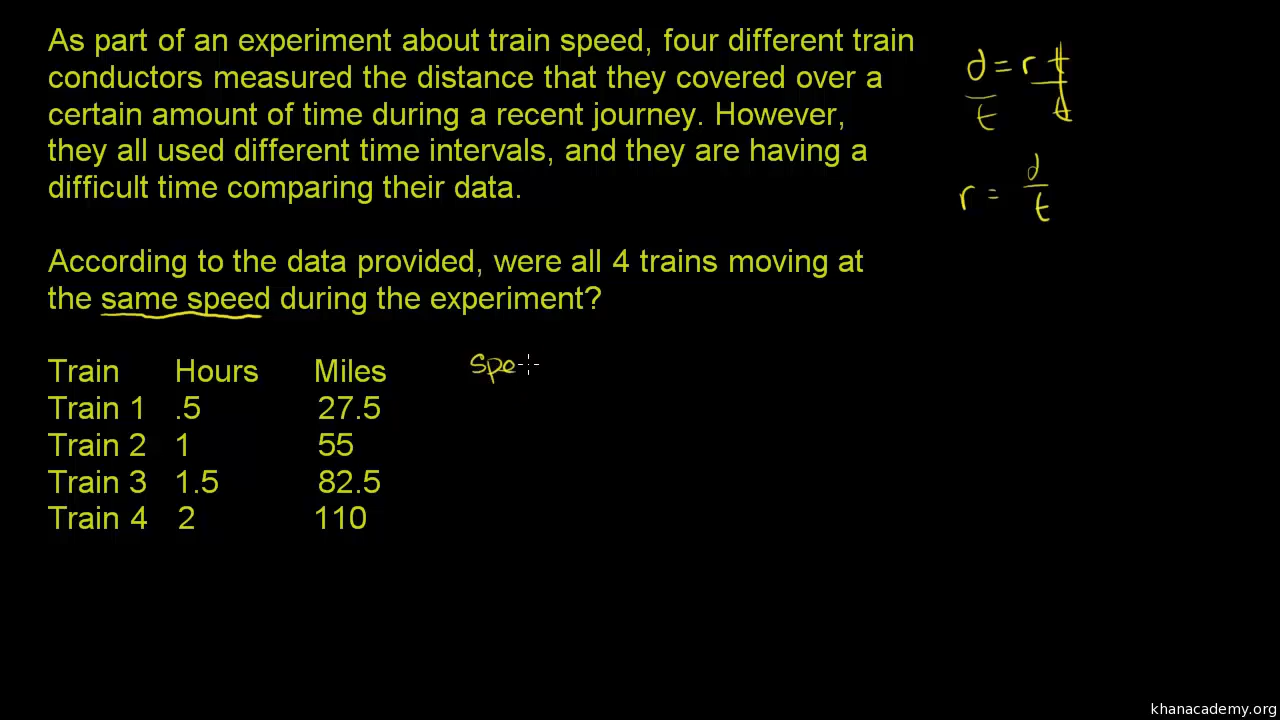 As part of an experiment about train speed, four different train
conductors measured the distance that they covered over a
certain amount of time during a recent journey. However,
they all used different time intervals, and they are having a
difficult time comparing their data.
d = r t
t t
r = d
t
According to the data provided, were all 4 trains moving at
the same speed during the experiment?
Train Hours Miles Spe
Train 1 .5 27.5
Train 2 1 55
Train 3 1.5 82.5
Train 4 2 110
khanacademy.org